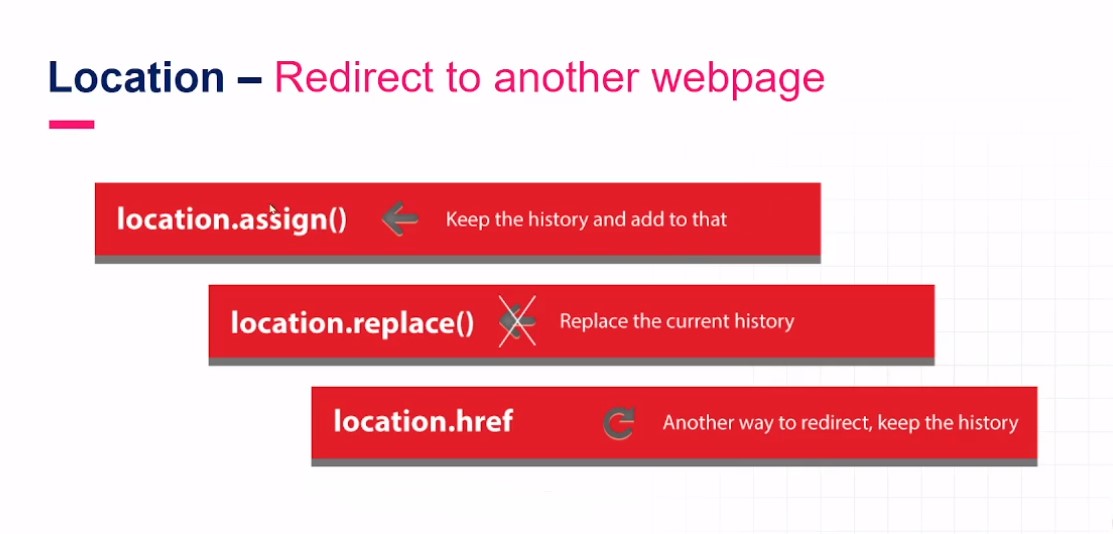 Location – Redirect to another webpage
location.assign() Keep the history and add to that
location.replace() Replace the current history
location.href Another way to redirect, keep the history